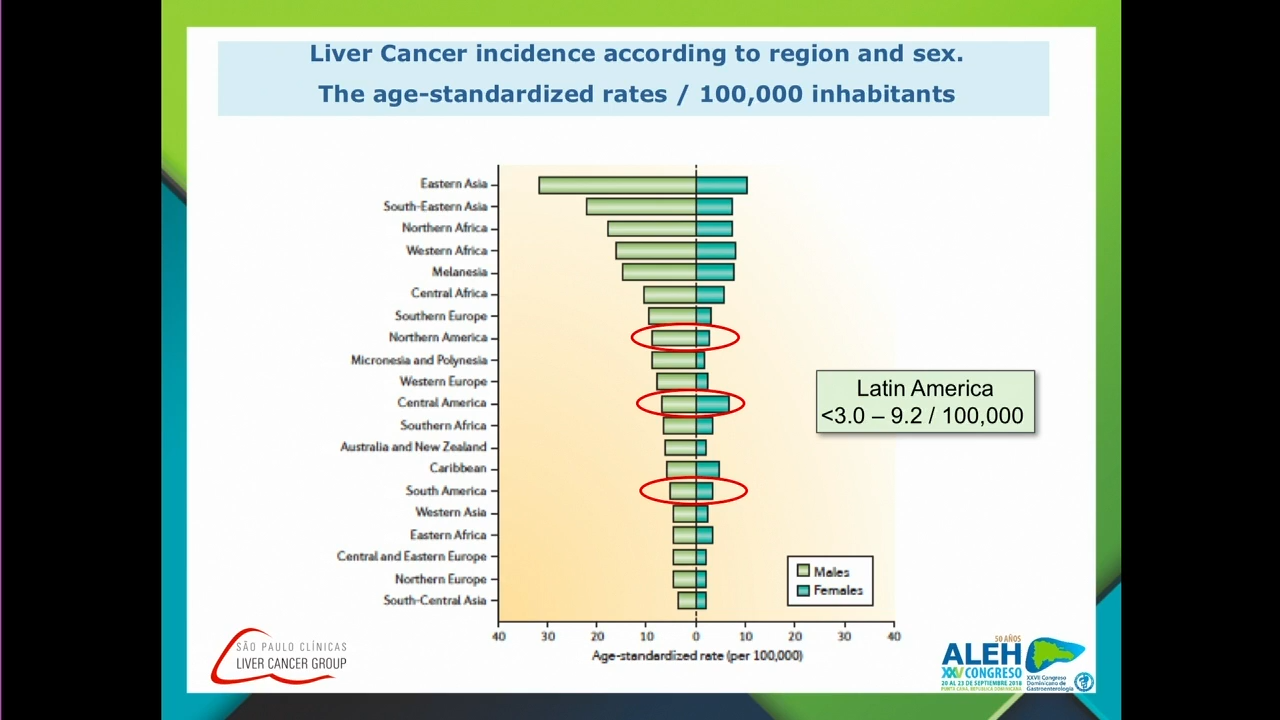 Liver Cancer incidence according to region and sex.
The age-standardized rates / 100,000 inhabitants
Eastern Asia
South-Eastern Asia
Northern Africa
Western Africa
Melanesia
Central Africa
Southern Europe
Northern America
Micronesia and Polynesia
Western Europe
Central America
Southern Africa
Australia and New Zealand
Caribbean
South America
Western Asia
Eastern Africa
Central and Eastern Europe
Northern Europe
South-Central Asia
Latin America
<3.0 – 9.2 / 100,000
Males
Females
40 30 20 10 0 10 20 30 40
Age-standardized rate (per 100,000)
SÃO PAULO CLÍNICAS
LIVER CANCER GROUP
50 AÑOS
ALEH
XXV CONGRESO
20 AL 23 DE SEPTIEMBRE 2018
PUNTA CANA, REPÚBLICA DOMINICANA
XXVII Congreso
Dominicano de
Gastroenterología